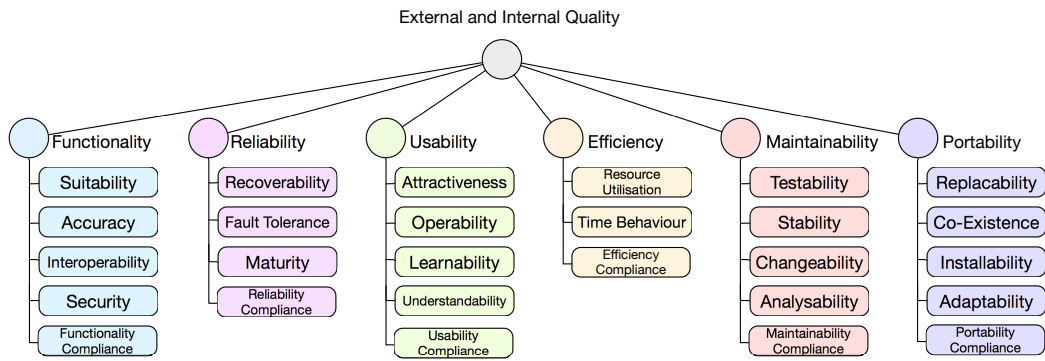 External and Internal Quality
Functionality
Suitability
Accuracy
Interoperability
Security
Functionality
Compliance
Reliability
Recoverability
Fault Tolerance
Maturity
Reliability
Compliance
Usability
Attractiveness
Operability
Learnability
Understandability
Usability
Compliance
Efficiency
Resource
Utilisation
Time Behaviour
Efficiency
Compliance
Maintainability
Testability
Stability
Changeability
Analysability
Maintainability
Compliance
Portability
Replacability
Co-Existence
Installability
Adaptability
Portability
Compliance